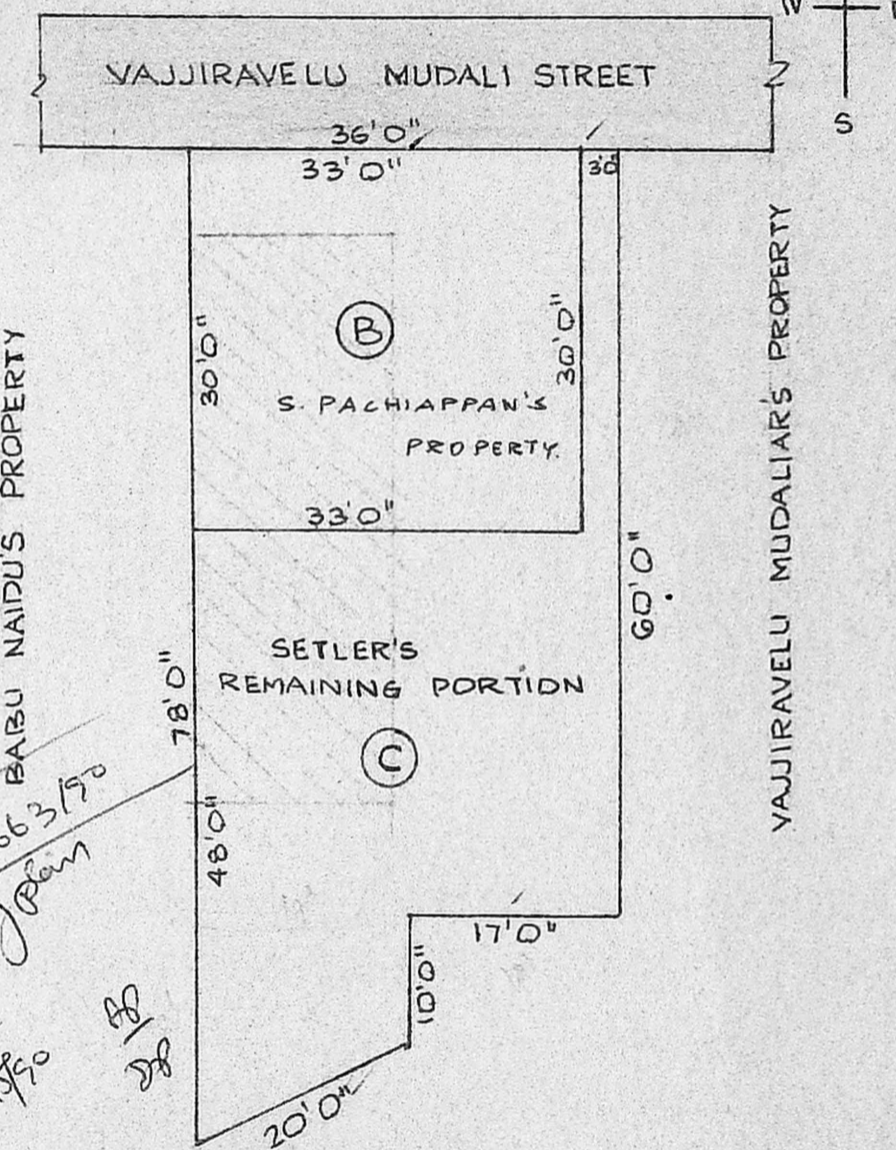 VAJJIRAVELU MUDALI STREET
S
36'0"
33'0"
3'0"
30'0"
B
30'0"
S. PACHIAPPAN'S
PROPERTY.
33'0"
BABU NAIDU'S PROPERTY
VAJJIRAVELU MUDALIAR'S PROPERTY
60'0"
SETLER'S
REMAINING PORTION
78'0"
C
48'0"
17'0"
10'0"
20'0"
63/90